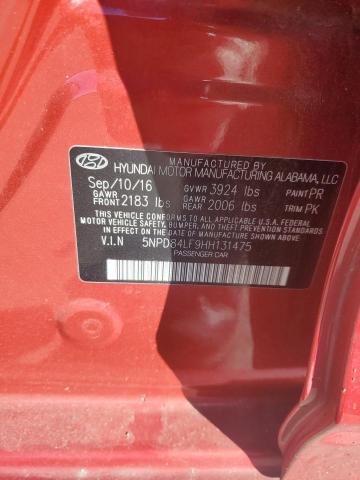 MANUFACTURED BY
HYUNDAI MOTOR MANUFACTURING ALABAMA, LLC
Sep/10/16 GVWR 3924 lbs PAINT PR
GAWR FRONT 2183 lbs GAWR REAR 2006 lbs TRIM PK
THIS VEHICLE CONFORMS TO ALL APPLICABLE U.S.A. FEDERAL
MOTOR VEHICLE SAFETY, BUMPER, AND THEFT PREVENTION STANDARDS
IN EFFECT ON THE DATE OF MANUFACTURE SHOWN ABOVE.
V.I.N 5NPD84LF9HH131475
PASSENGER CAR